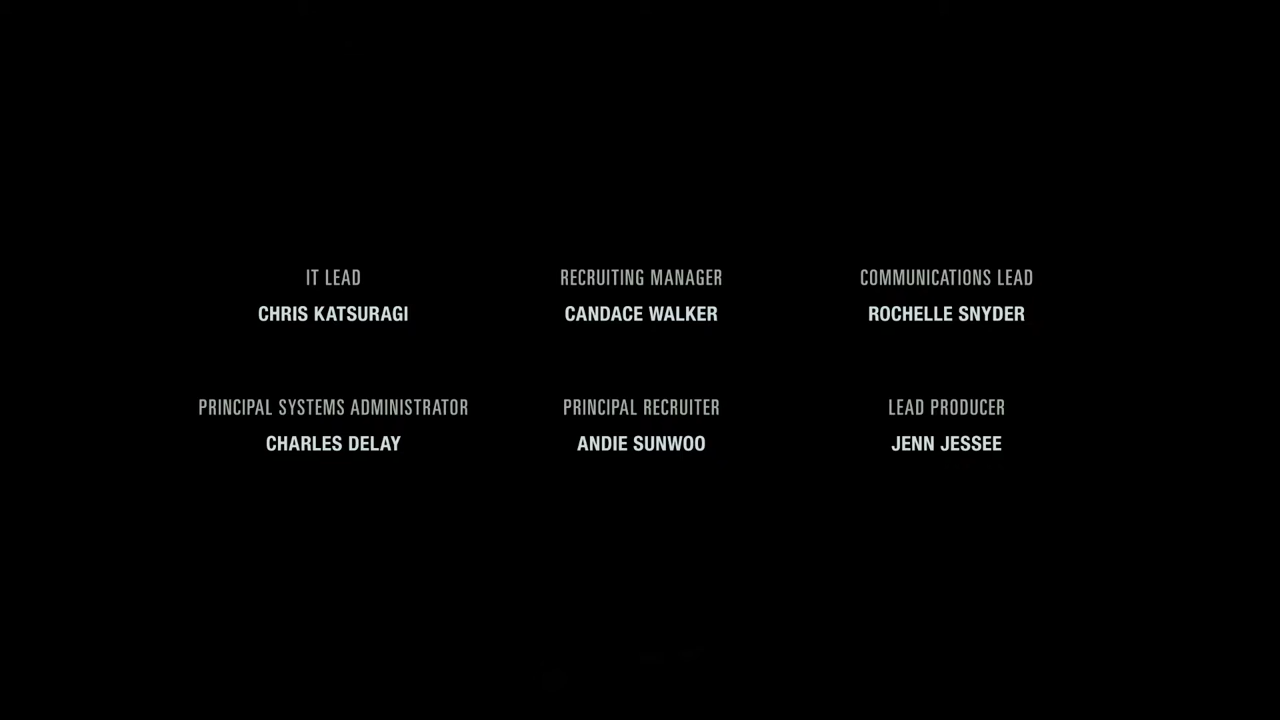 IT LEAD
CHRIS KATSURAGI
RECRUITING MANAGER
CANDACE WALKER
COMMUNICATIONS LEAD
ROCHELLE SNYDER
PRINCIPAL SYSTEMS ADMINISTRATOR
CHARLES DELAY
PRINCIPAL RECRUITER
ANDIE SUNWOO
LEAD PRODUCER
JENN JESSEE